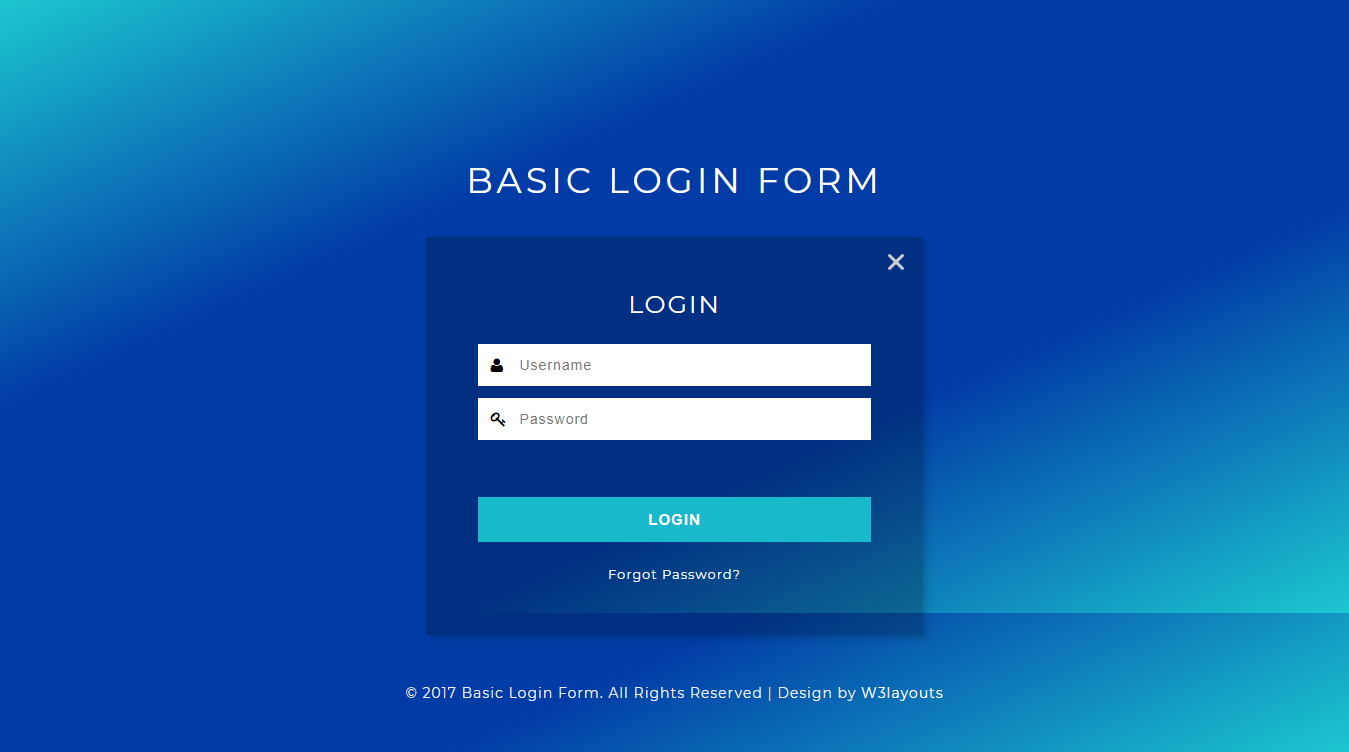 BASIC LOGIN FORM
LOGIN
Username
Password
LOGIN
Forgot Password?
© 2017 Basic Login Form. All Rights Reserved | Design by W3layouts